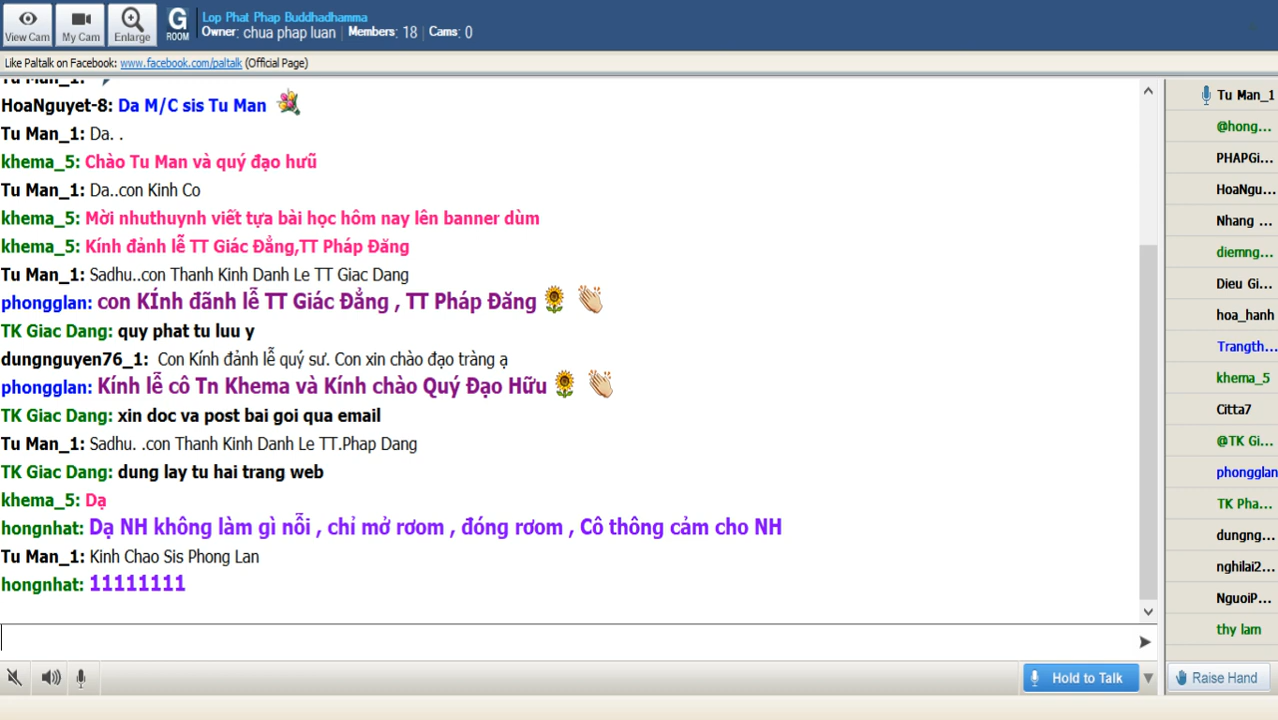 View Cam
My Cam
Enlarge
G
ROOM
Lop Phat Phap Buddhadhamma
Owner: chua phap luan | Members: 18 | Cams: 0
Like Paltalk on Facebook: www.facebook.com/paltalk (Official Page)
Tu Man_1:
HoaNguyet-8: Da M/C sis Tu Man
Tu Man_1: Da. .
khema_5: Chào Tu Man và quý đạo hưũ
Tu Man_1: Da..con Kinh Co
khema_5: Mời nhuthuynh viết tựa bài học hôm nay lên banner dùm
khema_5: Kính đảnh lễ TT Giác Đẳng,TT Pháp Đăng
Tu Man_1: Sadhu..con Thanh Kinh Danh Le TT Giac Dang
phongglan: con KÍnh đãnh lễ TT Giác Đẳng , TT Pháp Đăng
TK Giac Dang: quy phat tu luu y
dungnguyen76_1: Con Kính đảnh lễ quý sư. Con xin chào đạo tràng ạ
phongglan: Kính lễ cô Tn Khema và Kính chào Quý Đạo Hữu
TK Giac Dang: xin doc va post bai goi qua email
Tu Man_1: Sadhu. .con Thanh Kinh Danh Le TT.Phap Dang
TK Giac Dang: dung lay tu hai trang web
khema_5: Dạ
hongnhat: Dạ NH không làm gì nỗi , chỉ mở rơom , đóng rơom , Cô thông cảm cho NH
Tu Man_1: Kinh Chao Sis Phong Lan
hongnhat: 11111111
Tu Man_1
@hong...
PHAPGi...
HoaNgu...
Nhang ...
diemng...
Dieu Gi...
hoa_hanh
Trangth...
khema_5
Citta7
@TK Gi...
phongglan
TK Pha...
dungng...
nghilai2...
NguoiP...
thy lam
Hold to Talk
Raise Hand